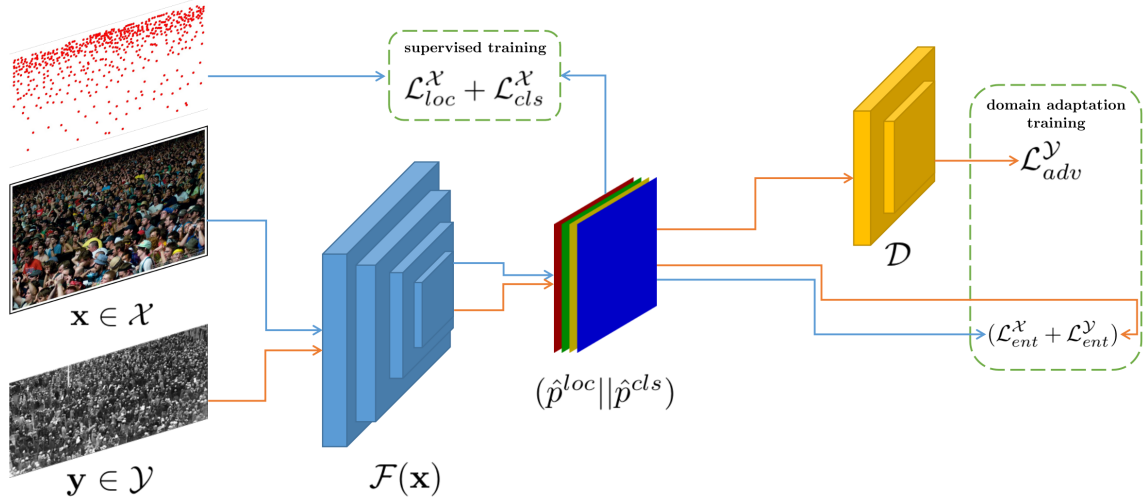 supervised training
$\mathcal{L}_{loc}^{\mathcal{X}} + \mathcal{L}_{cls}^{\mathcal{X}}$
domain adaptation
training
$\mathcal{L}_{adv}^{\mathcal{Y}}$
$\mathcal{D}$
$\mathbf{x} \in \mathcal{X}$
$(\mathcal{L}_{ent}^{\mathcal{X}} + \mathcal{L}_{ent}^{\mathcal{Y}})$
$(\hat{p}^{loc} || \hat{p}^{cls})$
$\mathbf{y} \in \mathcal{Y}$
$\mathcal{F}(\mathbf{x})$